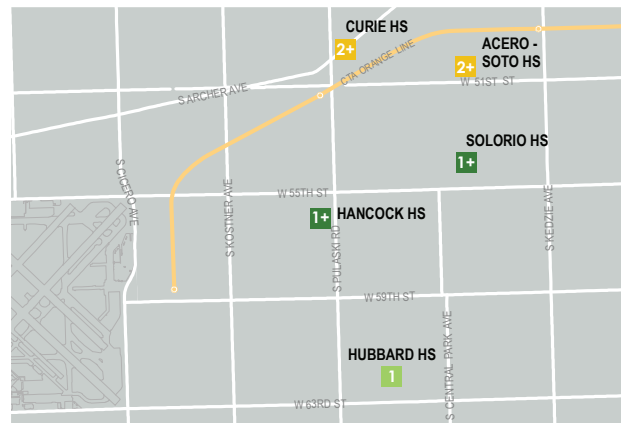 CURIE HS
2+
ACERO -
SOTO HS
2+
CTA ORANGE LINE
W 51ST ST
S ARCHER AVE
SOLORIO HS
1+
S CICERO AVE
S KOSTNER AVE
W 55TH ST
1+ HANCOCK HS
S PULASKI RD
S KEDZIE AVE
W 59TH ST
S CENTRAL PARK AVE
HUBBARD HS
1
W 63RD ST